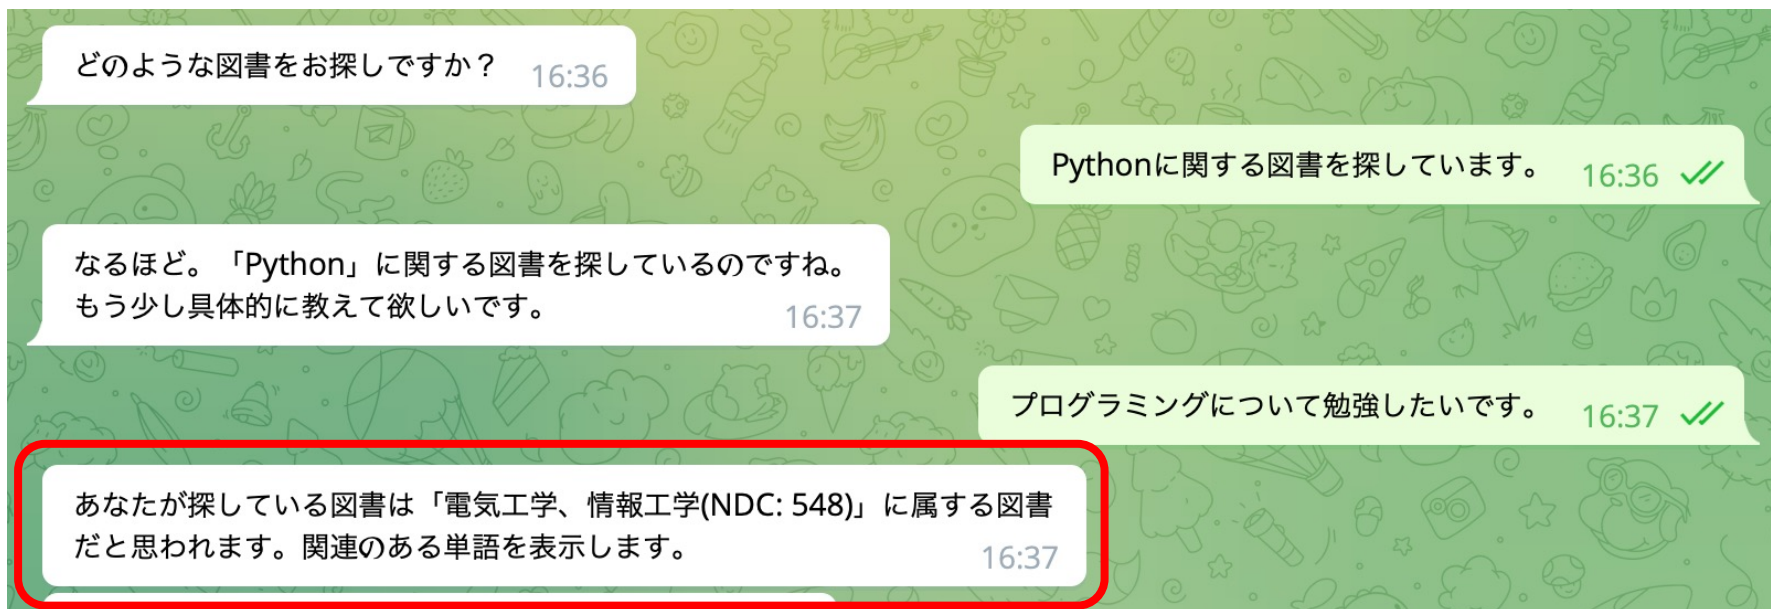 どのような図書をお探しですか？ 16:36
Pythonに関する図書を探しています。 16:36
なるほど。「Python」に関する図書を探しているのですね。
もう少し具体的に教えて欲しいです。 16:37
プログラミングについて勉強したいです。 16:37
あなたが探している図書は「電気工学、情報工学(NDC: 548)」に属する図書
だと思われます。関連のある単語を表示します。 16:37